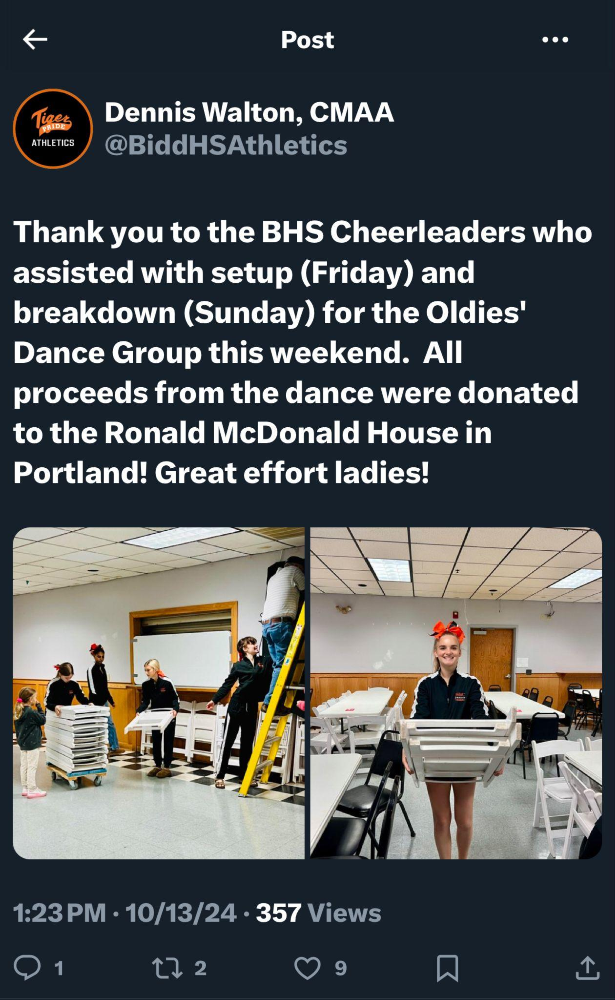 Post
Tiger
PRIDE
ATHLETICS
Dennis Walton, CMAA
@BiddHSAthletics
Thank you to the BHS Cheerleaders who
assisted with setup (Friday) and
breakdown (Sunday) for the Oldies'
Dance Group this weekend.  All
proceeds from the dance were donated
to the Ronald McDonald House in
Portland! Great effort ladies!
1:23 PM · 10/13/24 · 357 Views
1 2 9